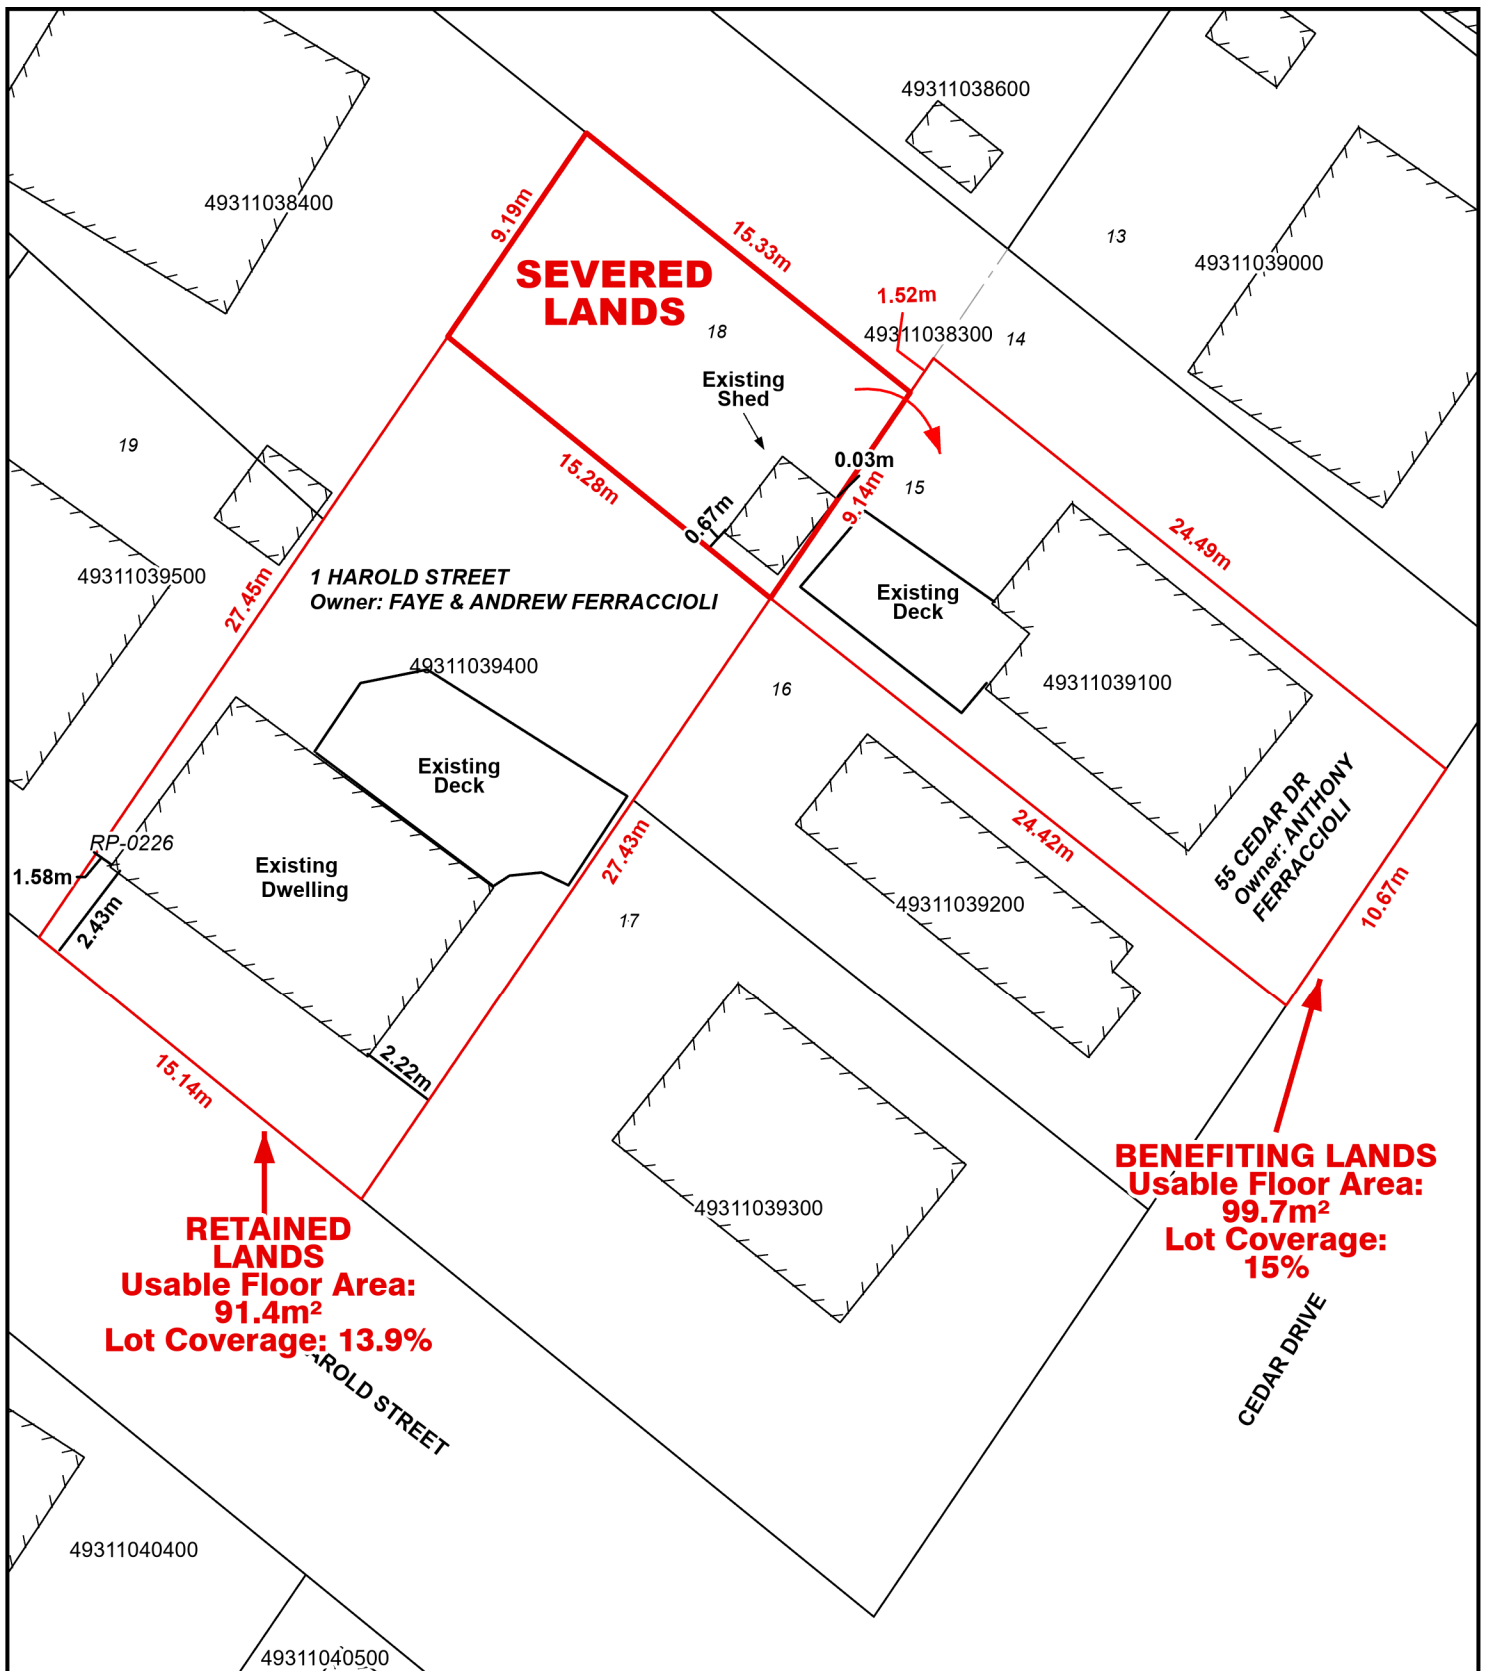 49311038600
49311038400
9.19m
15.33m
13
49311039000
SEVERED
LANDS
1.52m
18
49311038300
14
Existing
Shed
19
0.03m
15.28m
9.14m
15
0.67m
24.49m
49311039500
1 HAROLD STREET
Owner: FAYE & ANDREW FERRACCIOLI
27.45m
Existing
Deck
49311039400
16
49311039100
Existing
Deck
55 CEDAR DR
Owner: ANTHONY
FERRACCIOLI
24.42m
RP-0226
27.43m
Existing
Dwelling
1.58m
2.43m
49311039200
10.67m
17
2.22m
15.14m
BENEFITING LANDS
Usable Floor Area:
99.7m²
Lot Coverage:
15%
49311039300
RETAINED
LANDS
Usable Floor Area:
91.4m²
Lot Coverage: 13.9%
AROLD STREET
CEDAR DRIVE
49311040400
49311040500